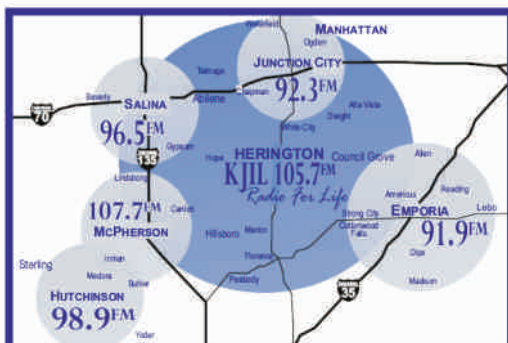 MANHATTAN
Ogden
JUNCTION CITY
92.3FM
Talmage
Abilene
Chapman
Beverly
SALINA
96.5FM
70
135
Gypsum
Alta Vista
Dwight
White City
HERINGTON
KJIL 105.7FM
Radio For Life
Hope
Council Grove
Allen
Lindsborg
107.7FM
McPHERSON
Canton
Hillsboro
Marion
Florence
Peabody
Strong City
Cottonwood
Falls
Americus
Reading
EMPORIA
91.9FM
Lebo
Olpe
Madison
35
Sterling
Inman
Medora
Buhler
HUTCHINSON
98.9FM
Yoder